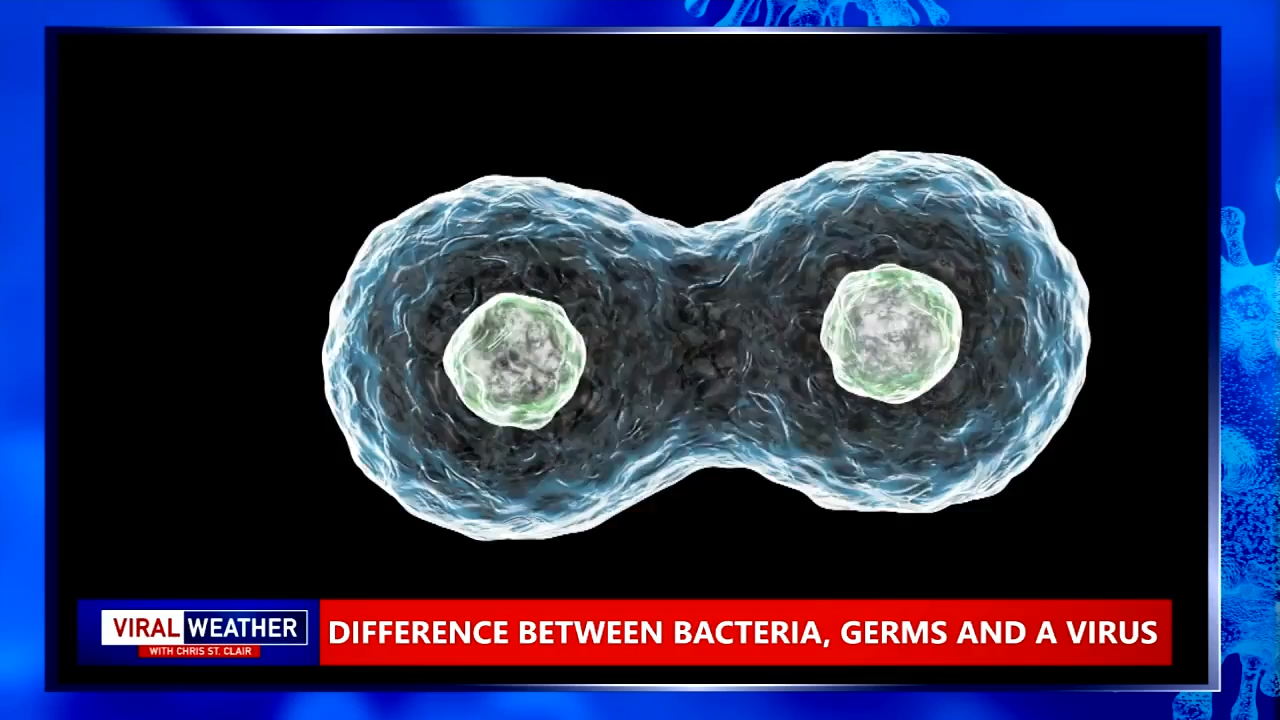 VIRAL WEATHER
WITH CHRIS ST. CLAIR
DIFFERENCE BETWEEN BACTERIA, GERMS AND A VIRUS